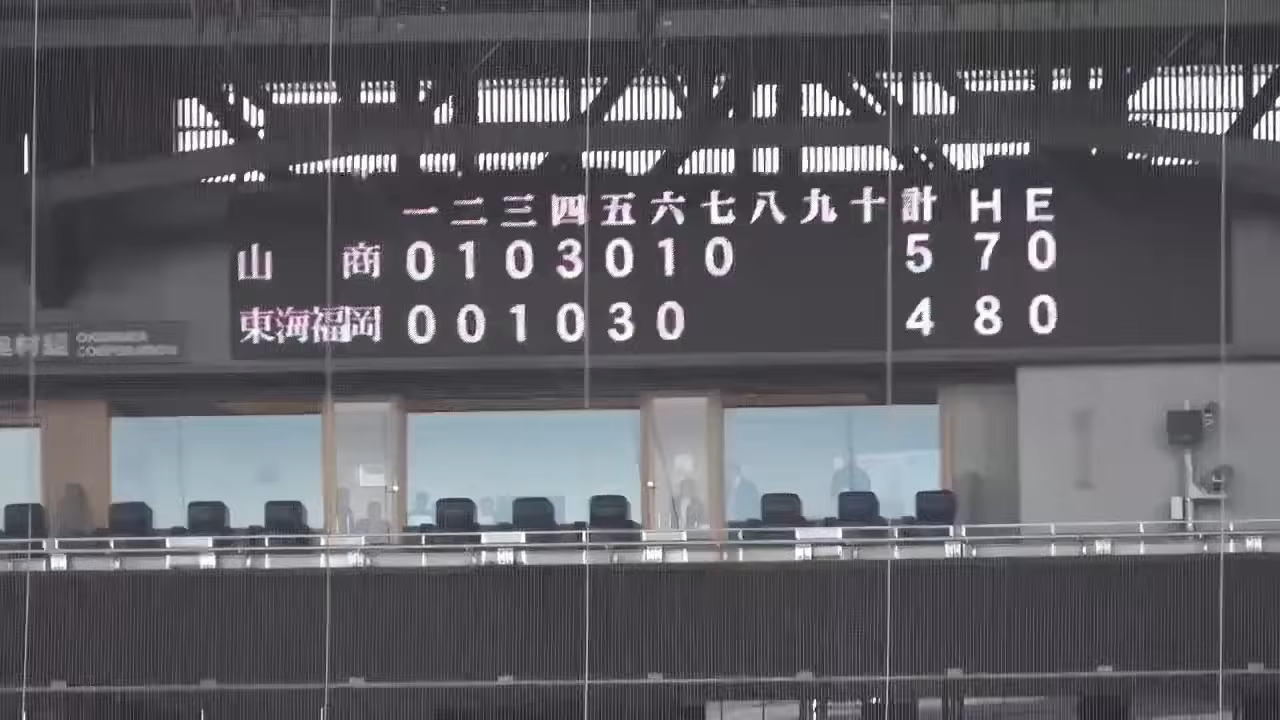 一 二 三 四 五 六 七 八 九 十 計 H E
山 商 0 1 0 3 0 1 0 5 7 0
東海福岡 0 0 1 0 3 0 4 8 0